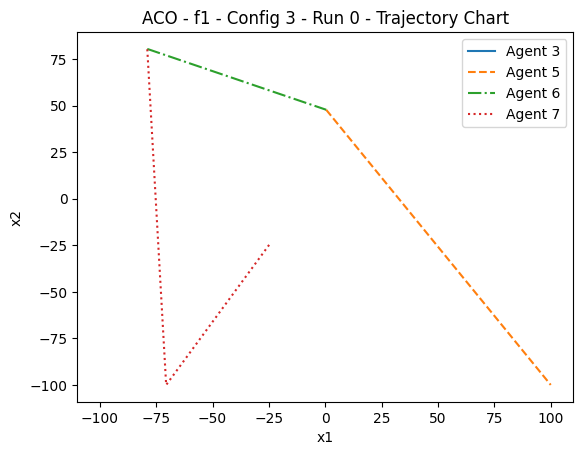 ACO - f1 - Config 3 - Run 0 - Trajectory Chart
Agent 3
Agent 5
Agent 6
Agent 7
75
50
25
0
−25
−50
−75
−100
x2
−100
−75
−50
−25
0
25
50
75
100
x1